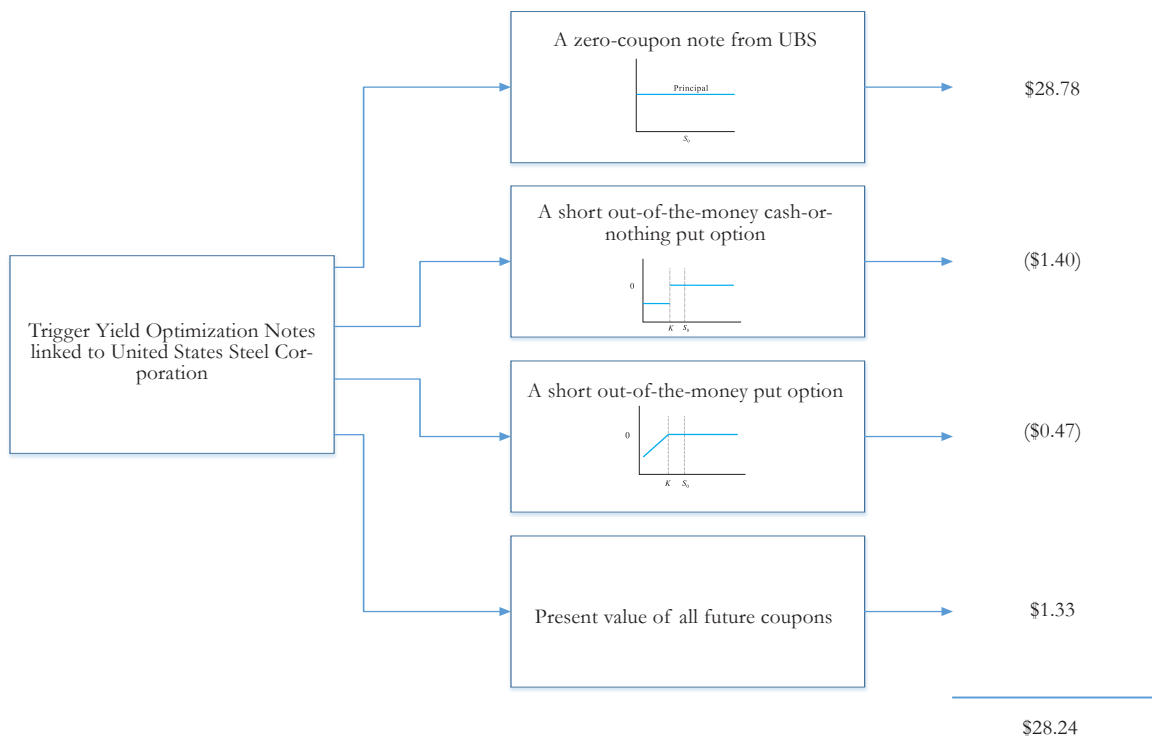 A zero-coupon note from UBS
Principal
S0
$28.78
A short out-of-the-money cash-or-
nothing put option
0
K S0
($1.40)
Trigger Yield Optimization Notes
linked to United States Steel Cor-
poration
A short out-of-the-money put option
0
K S0
($0.47)
Present value of all future coupons
$1.33
$28.24